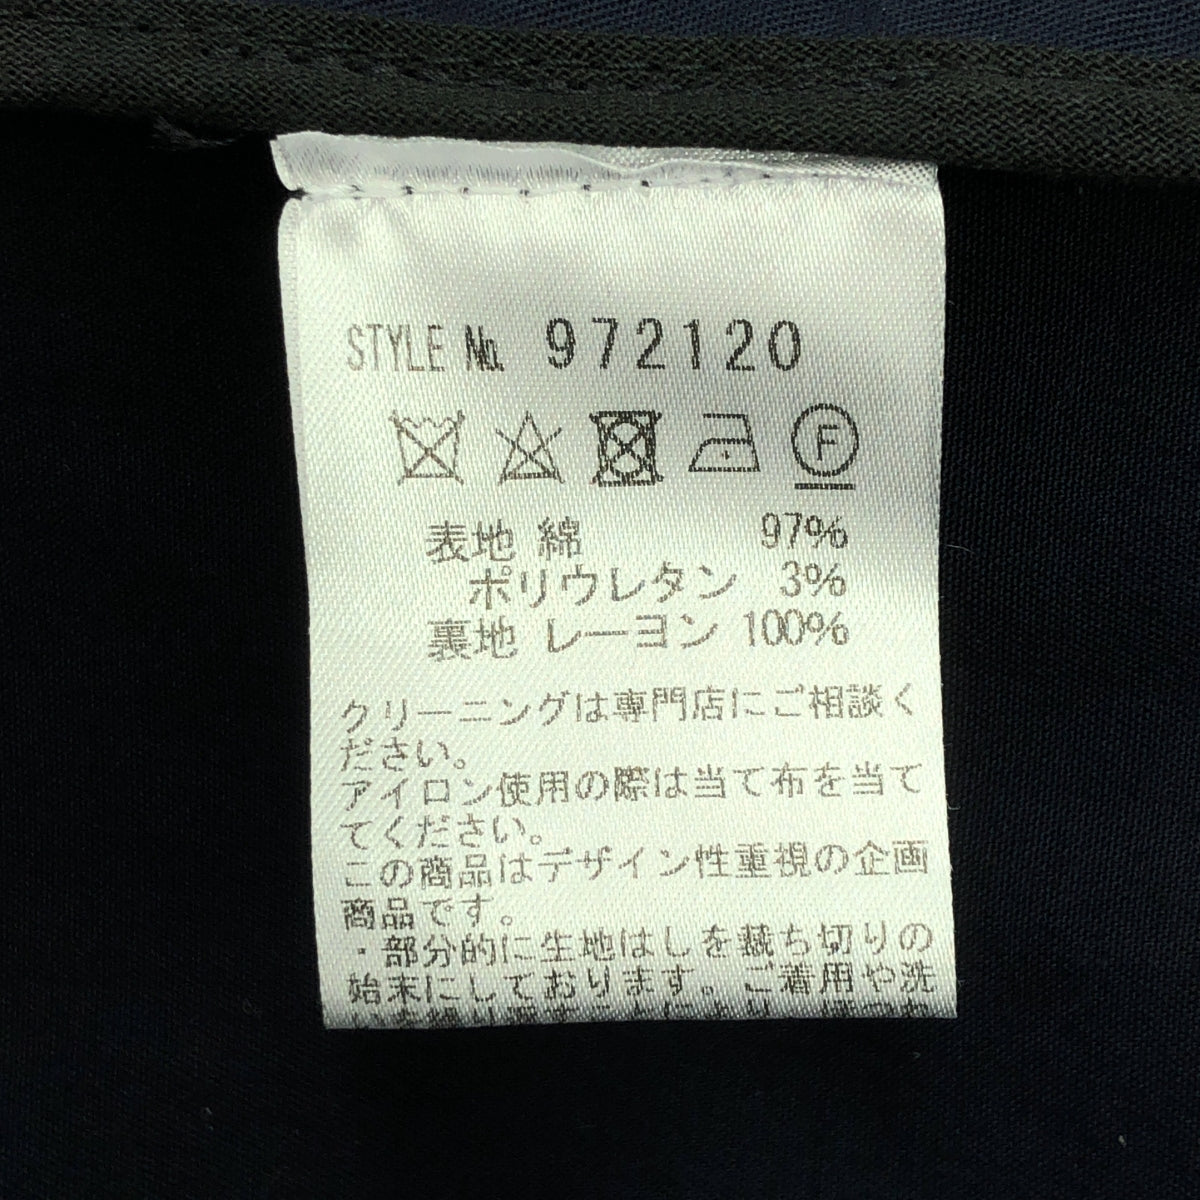 STYLE No. 972120
F
表地 綿 97%
ポリウレタン 3%
裏地 レーヨン 100%
クリーニングは専門店にご相談く
ださい。
アイロン使用の際は当て布を当て
てください。
この商品はデザイン性重視の企画
商品です。
・部分的に生地はしを裁ち切りの
始末にしております。ご着用や洗